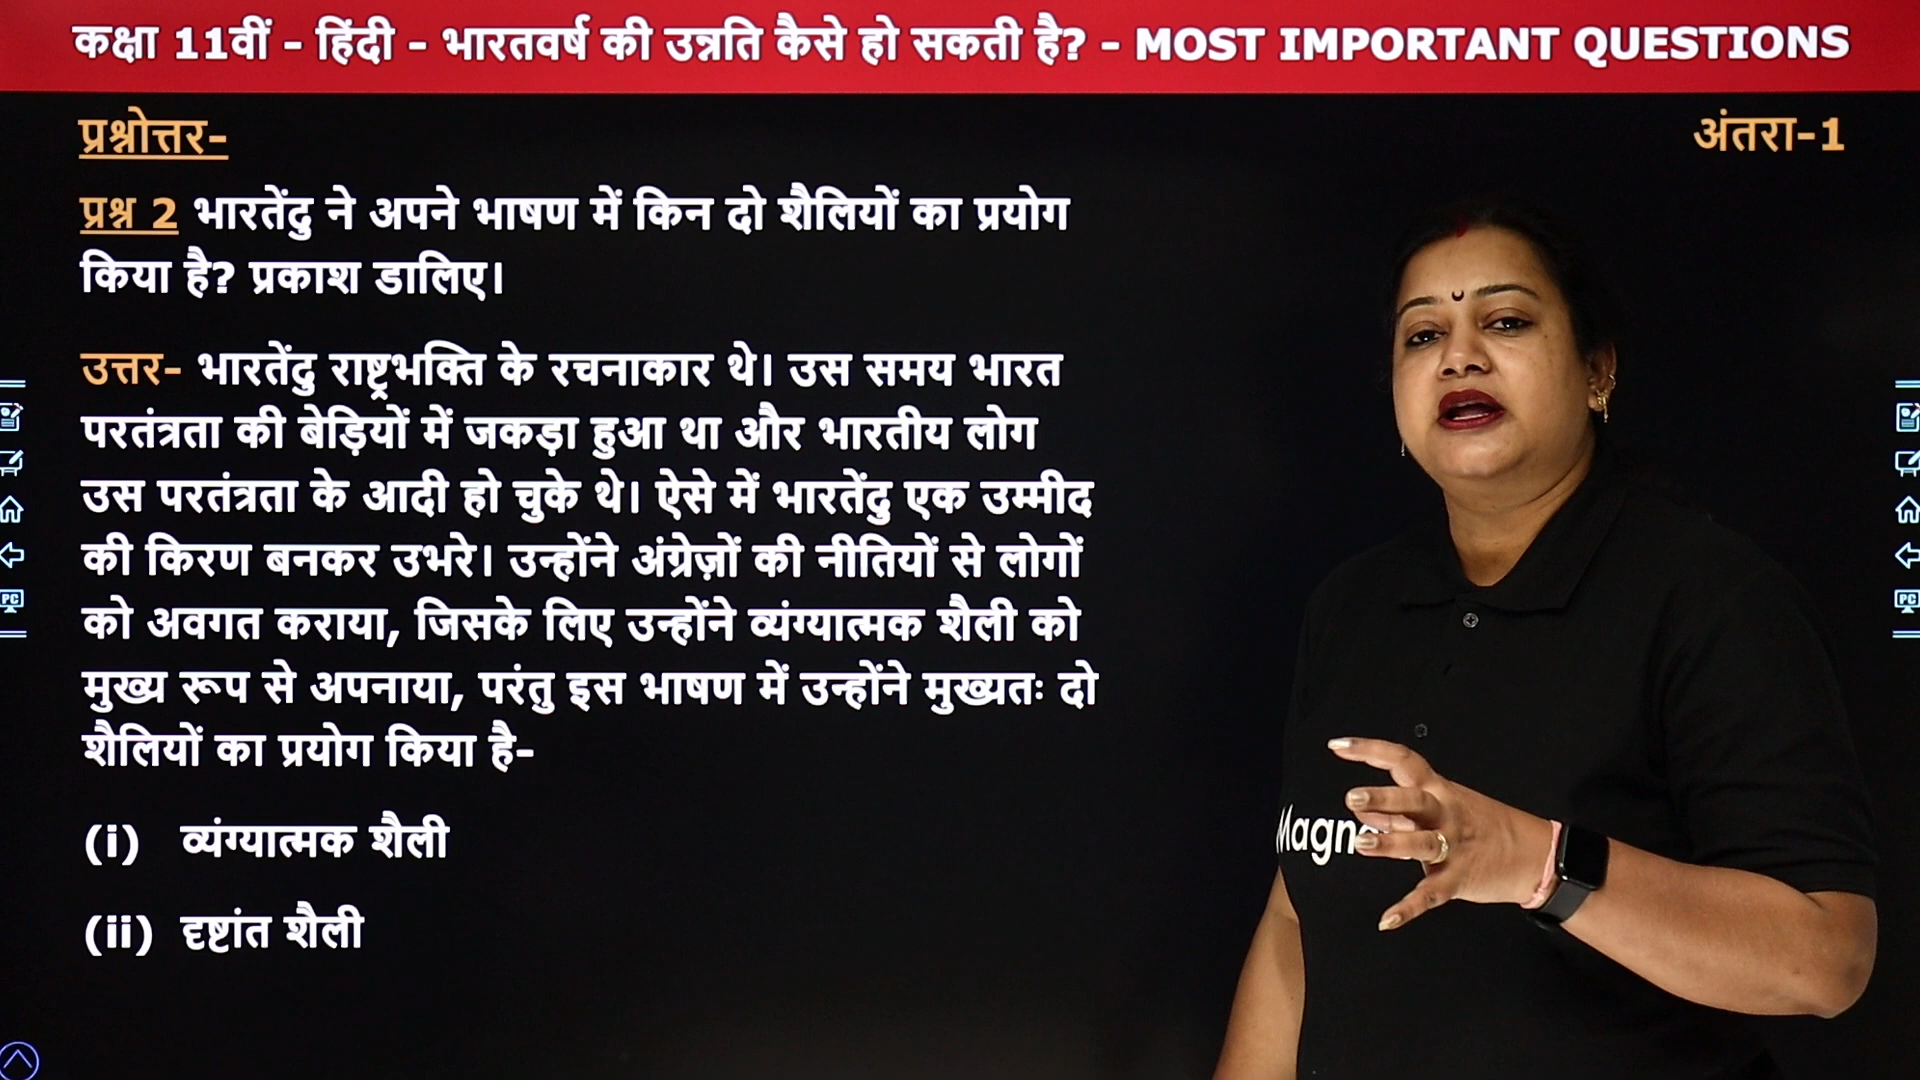 कक्षा 11वीं - हिंदी - भारतवर्ष की उन्नति कैसे हो सकती है? - MOST IMPORTANT QUESTIONS
प्रश्नोत्तर-
अंतरा-1
प्रश्न 2 भारतेंदु ने अपने भाषण में किन दो शैलियों का प्रयोग
किया है? प्रकाश डालिए।
उत्तर- भारतेंदु राष्ट्रभक्ति के रचनाकार थे। उस समय भारत
परतंत्रता की बेड़ियों में जकड़ा हुआ था और भारतीय लोग
उस परतंत्रता के आदी हो चुके थे। ऐसे में भारतेंदु एक उम्मीद
की किरण बनकर उभरे। उन्होंने अंग्रेज़ों की नीतियों से लोगों
को अवगत कराया, जिसके लिए उन्होंने व्यंग्यात्मक शैली को
मुख्य रूप से अपनाया, परंतु इस भाषण में उन्होंने मुख्यतः दो
शैलियों का प्रयोग किया है-
(i) व्यंग्यात्मक शैली
(ii) दृष्टांत शैली
PC
PC